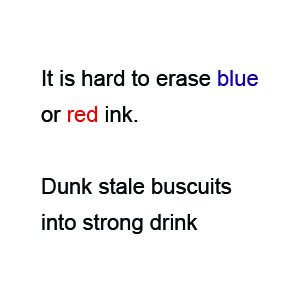 It is hard to erase blue
or red ink.
Dunk stale buscuits
into strong drink